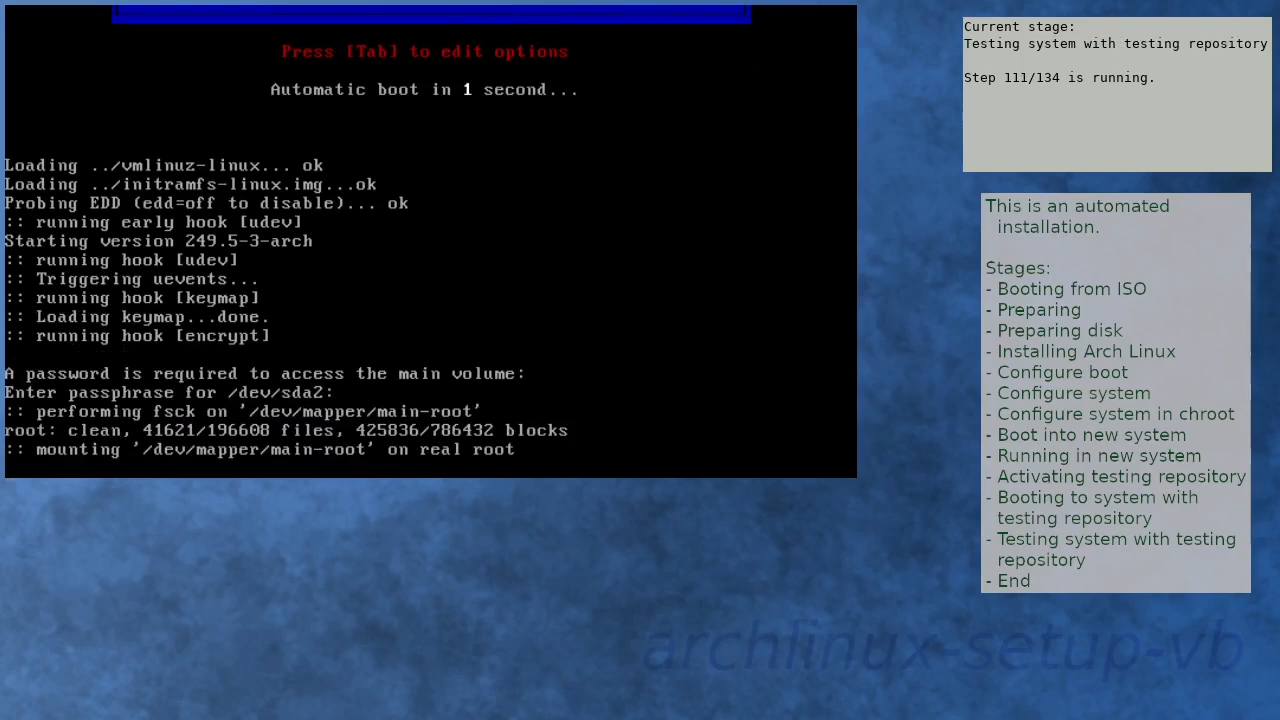 Press [Tab] to edit options
Automatic boot in 1 second...
Loading ../vmlinuz-linux... ok
Loading ../initramfs-linux.img...ok
Probing EDD (edd=off to disable)... ok
:: running early hook [udev]
Starting version 249.5-3-arch
:: running hook [udev]
:: Triggering uevents...
:: running hook [keymap]
:: Loading keymap...done.
:: running hook [encrypt]
A password is required to access the main volume:
Enter passphrase for /dev/sda2:
:: performing fsck on '/dev/mapper/main-root'
root: clean, 41621/196608 files, 425836/786432 blocks
:: mounting '/dev/mapper/main-root' on real root
Current stage:
Testing system with testing repository
Step 111/134 is running.
This is an automated
installation.
Stages:
- Booting from ISO
- Preparing
- Preparing disk
- Installing Arch Linux
- Configure boot
- Configure system
- Configure system in chroot
- Boot into new system
- Running in new system
- Activating testing repository
- Booting to system with
testing repository
- Testing system with testing
repository
- End
archlinux-setup-vb